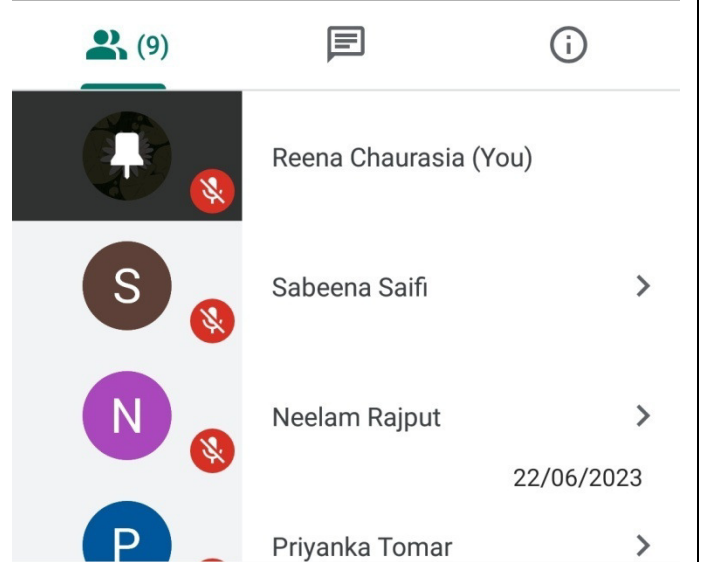 (9)
Reena Chaurasia (You)
S
Sabeena Saifi
N
Neelam Rajput
22/06/2023
P
Priyanka Tomar